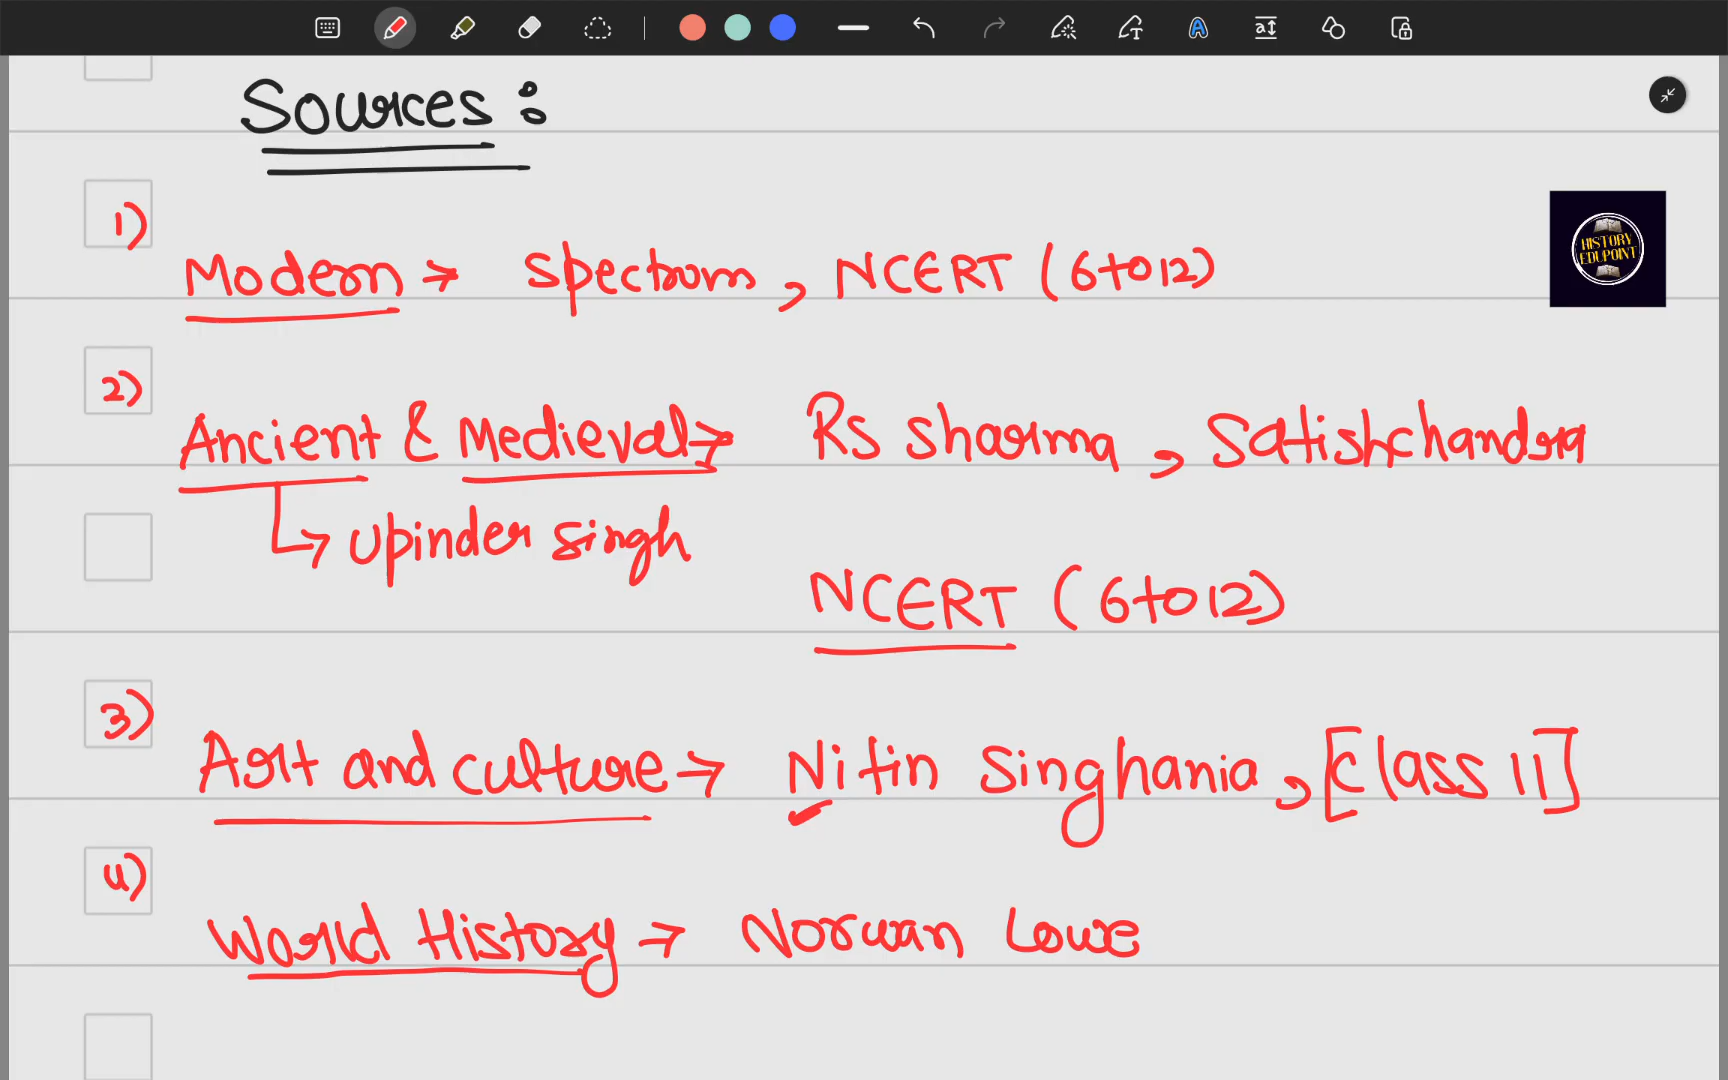 Sources :
1)
Modern → Spectrum, NCERT (6 to 12)
2)
Ancient & Medieval → Rs Sharma, Satishchandra
↳ Upinder Singh
NCERT (6 to 12)
3)
Art and culture → Nitin Singhania, [Class 11]
4)
World History → Norman Lowe
HISTORY
EDUPOINT